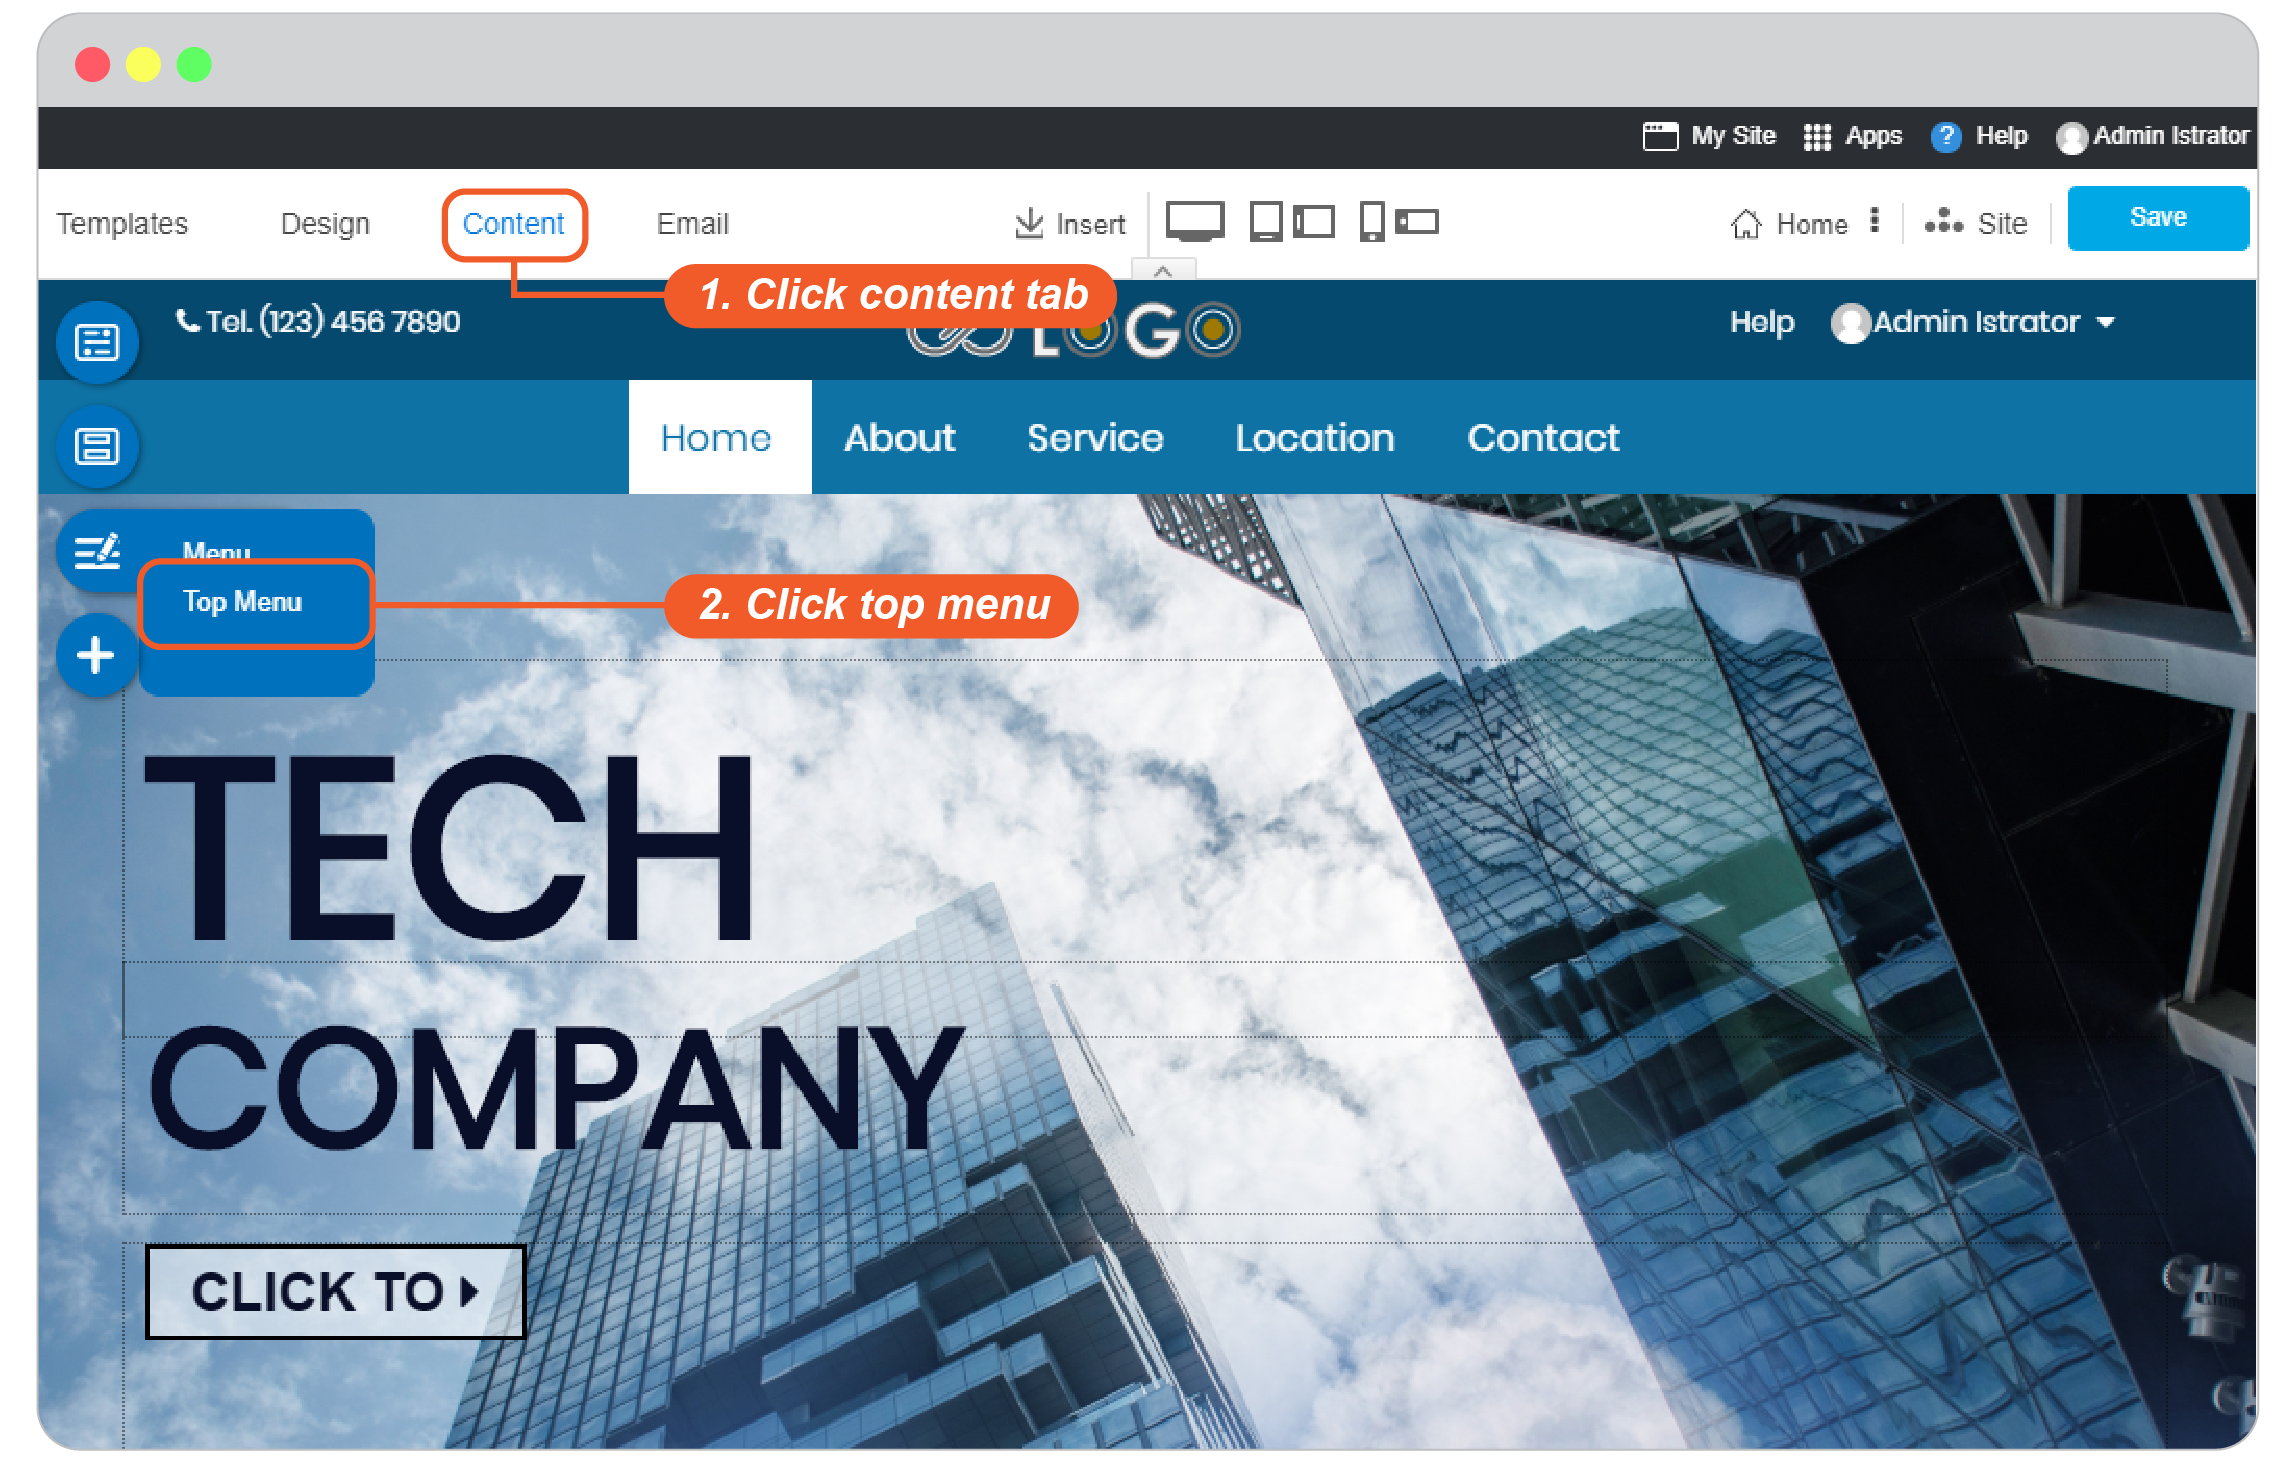 My Site Apps ? Help Admin Istrator
Templates Design Content Email Insert Home Site Save
1. Click content tab
Tel. (123) 456 7890 LOGO Help Admin Istrator
Home About Service Location Contact
Menu
Top Menu
2. Click top menu
TECH
COMPANY
CLICK TO